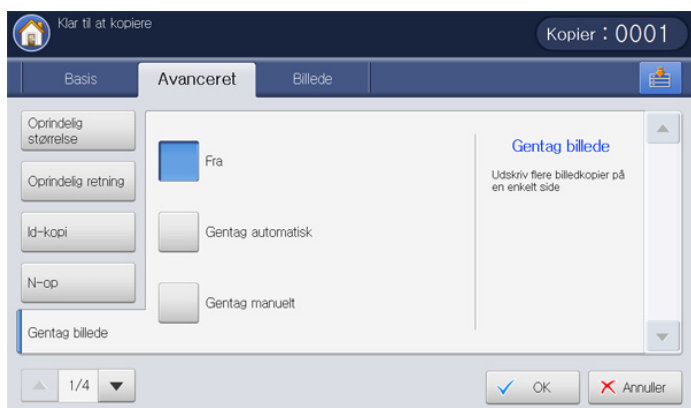 Klar til at kopiere
Kopier : 0001
Basis
Avanceret
Billede
Oprindelig
størrelse
Oprindelig retning
Id-kopi
N-op
Gentag billede
Fra
Gentag automatisk
Gentag manuelt
Gentag billede
Udskriv flere billedkopier på
en enkelt side
1/4
OK
Annuller